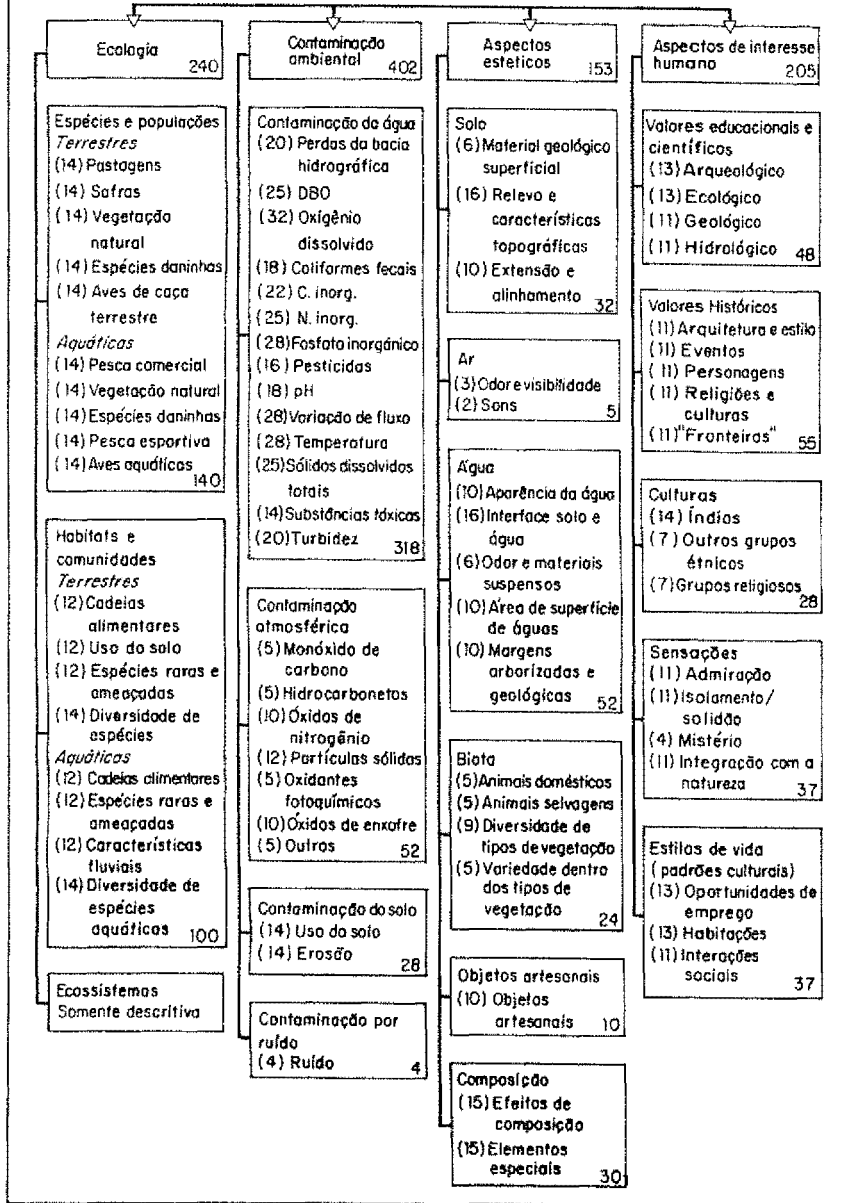 Ecologia
240
Espécies e populações
Terrestres
(14) Pastagens
(14) Safras
(14) Vegetação
natural
(14) Espécies daninhas
(14) Aves de caça
terrestre
Aquáticas
(14) Pesca comercial
(14) Vegetação natural
(14) Espécies daninhas
(14) Pesca esportiva
(14) Aves aquáticas
140
Habitats e
comunidades
Terrestres
(12) Cadeias
alimentares
(12) Uso do solo
(12) Espécies raras e
ameaçadas
(14) Diversidade de
espécies
Aquáticas
(12) Cadeias alimentares
(12) Espécies raras e
ameaçadas
(12) Características
fluviais
(14) Diversidade de
espécies
aquáticas 100
Ecossistemas
Somente descritiva
Contaminação
ambiental 402
Contaminação da água
(20) Perdas da bacia
hidrográfica
(25) DBO
(32) Oxigênio
dissolvido
(18) Coliformes fecais
(22) C. inorg.
(25) N. inorg.
(28) Fosfato inorgânico
(16) Pesticidas
(18) pH
(28) Variação de fluxo
(28) Temperatura
(25) Sólidos dissolvidos
totais
(14) Substâncias tóxicas
(20) Turbidez 318
Contaminação
atmosférica
(5) Monóxido de
carbono
(5) Hidrocarbonetos
(10) Óxidos de
nitrogênio
(12) Partículas sólidas
(5) Oxidantes
fotoquímicos
(10) Óxidos de enxofre
(5) Outros 52
Contaminação do solo
(14) Uso do solo
(14) Erosão 28
Contaminação por
ruído
(4) Ruído 4
Aspectos
estéticos 153
Solo
(6) Material geológico
superficial
(16) Relevo e
características
topográficas
(10) Extensão e
alinhamento
32
Ar
(3) Odor e visibilidade
(2) Sons 5
Água
(10) Aparência da água
(16) Interface solo e
água
(6) Odor e materiais
suspensos
(10) Área de superfície
de águas
(10) Margens
arborizadas e
geológicas 52
Biota
(5) Animais domésticos
(5) Animais selvagens
(9) Diversidade de
tipos de vegetação
(5) Variedade dentro
dos tipos de
vegetação 24
Objetos artesanais
(10) Objetos
artesanais 10
Composição
(15) Efeitos de
composição
(15) Elementos
especiais 30
Aspectos de interesse
humano 205
Valores educacionais e
científicos
(13) Arqueológico
(13) Ecológico
(11) Geológico
(11) Hidrológico 48
Valores Históricos
(11) Arquitetura e estilo
(11) Eventos
(11) Personagens
(11) Religiões e
culturas
(11) "Fronteiras" 55
Culturas
(14) Índios
(7) Outros grupos
étnicos
(7) Grupos religiosos
28
Sensações
(11) Admiração
(11) Isolamento/
solidão
(4) Mistério
(11) Integração com a
natureza 37
Estilos de vida
(padrões culturais)
(13) Oportunidades de
emprego
(13) Habitações
(11) Interações
sociais 37